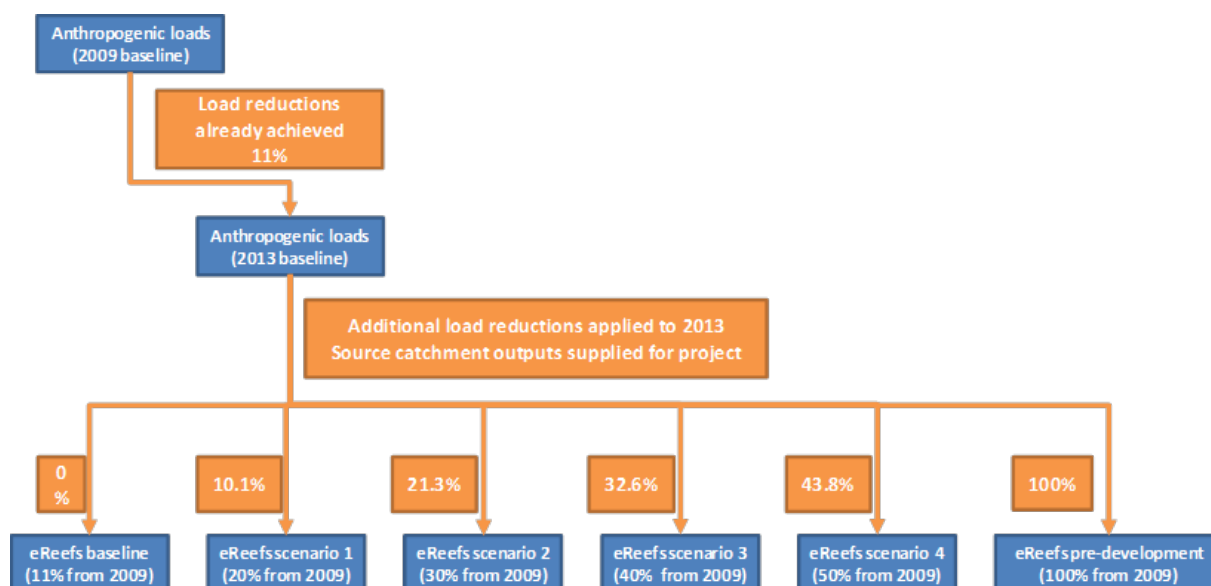 Anthropogenic loads
(2009 baseline)
Load reductions
already achieved
11%
Anthropogenic loads
(2013 baseline)
Additional load reductions applied to 2013
Source catchment outputs supplied for project
0
%
10.1%
21.3%
32.6%
43.8%
100%
eReefs baseline
(11% from 2009)
eReefs scenario 1
(20% from 2009)
eReefs scenario 2
(30% from 2009)
eReefs scenario 3
(40% from 2009)
eReefs scenario 4
(50% from 2009)
eReefs pre-development
(100% from 2009)